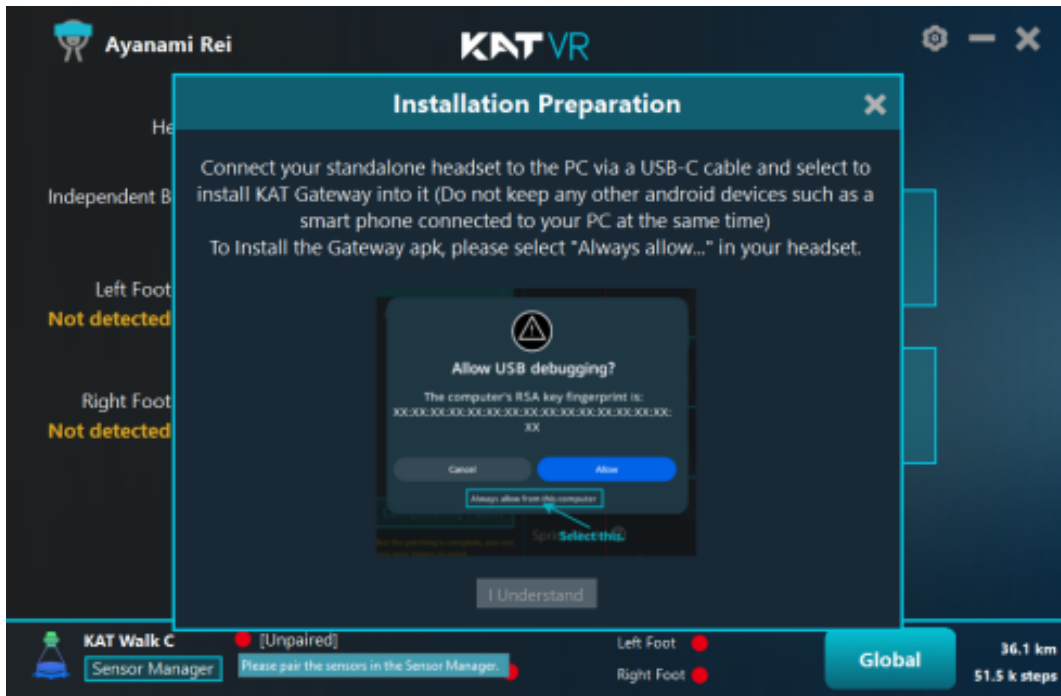 Ayanami Rei
KAT VR
Installation Preparation
He
Connect your standalone headset to the PC via a USB-C cable and select to
install KAT Gateway into it (Do not keep any other android devices such as a
smart phone connected to your PC at the same time)
To Install the Gateway apk, please select "Always allow..." in your headset.
Independent B
Left Foot
Not detected
Right Foot
Not detected
Allow USB debugging?
The computer's RSA key fingerprint is:
XX:XX:XX:XX:XX:XX:XX:XX:XX:XX:XX:XX:XX:XX:XX:
XX
Cancel
Allow
Always allow from this computer
Select this.
I Understand
KAT Walk C
Sensor Manager
[Unpaired]
Please pair the sensors in the Sensor Manager.
Left Foot
Right Foot
Global
36.1 km
51.5 k steps